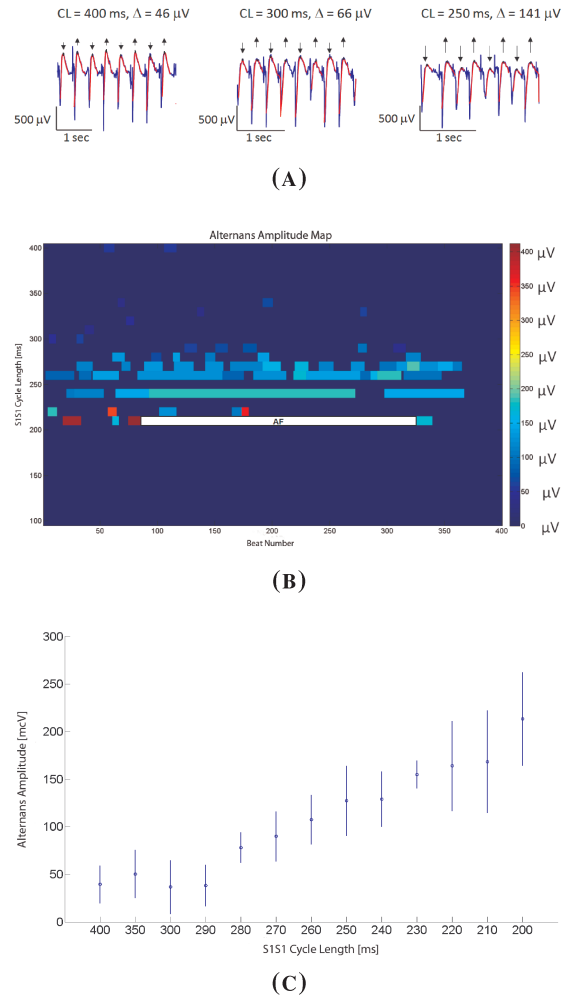 CL = 400 ms, Δ = 46 µV CL = 300 ms, Δ = 66 µV CL = 250 ms, Δ = 141 µV
500 µV 500 µV 500 µV
1 sec 1 sec 1 sec
(A)
Alternans Amplitude Map
400
350
300
250
200
150
100
S1S1 Cycle Length [ms]
50 100 150 200 250 300 350 400
Beat Number
AF
400 µV
350 µV
300 µV
250 µV
200 µV
150 µV
100 µV
50 µV
0 µV
(B)
300
250
200
150
100
50
0
Alternans Amplitude [mcV]
400 350 300 290 280 270 260 250 240 230 220 210 200
S1S1 Cycle Length [ms]
(C)